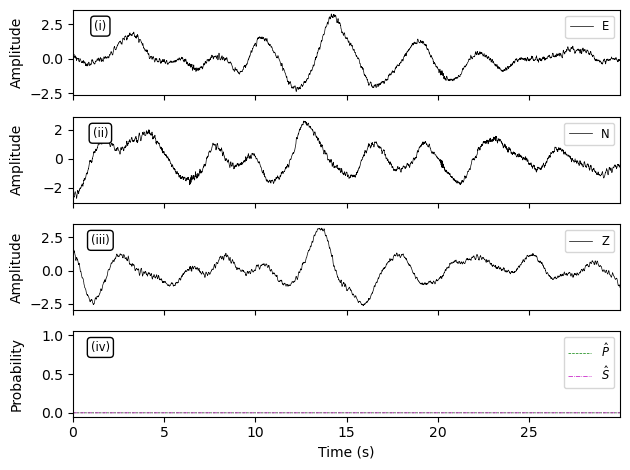 (i)
E
Amplitude
2.5
0.0
−2.5
(ii)
N
Amplitude
2
0
−2
(iii)
Z
Amplitude
2.5
0.0
−2.5
(iv)
P̂
Ŝ
Probability
1.0
0.5
0.0
0 5 10 15 20 25
Time (s)